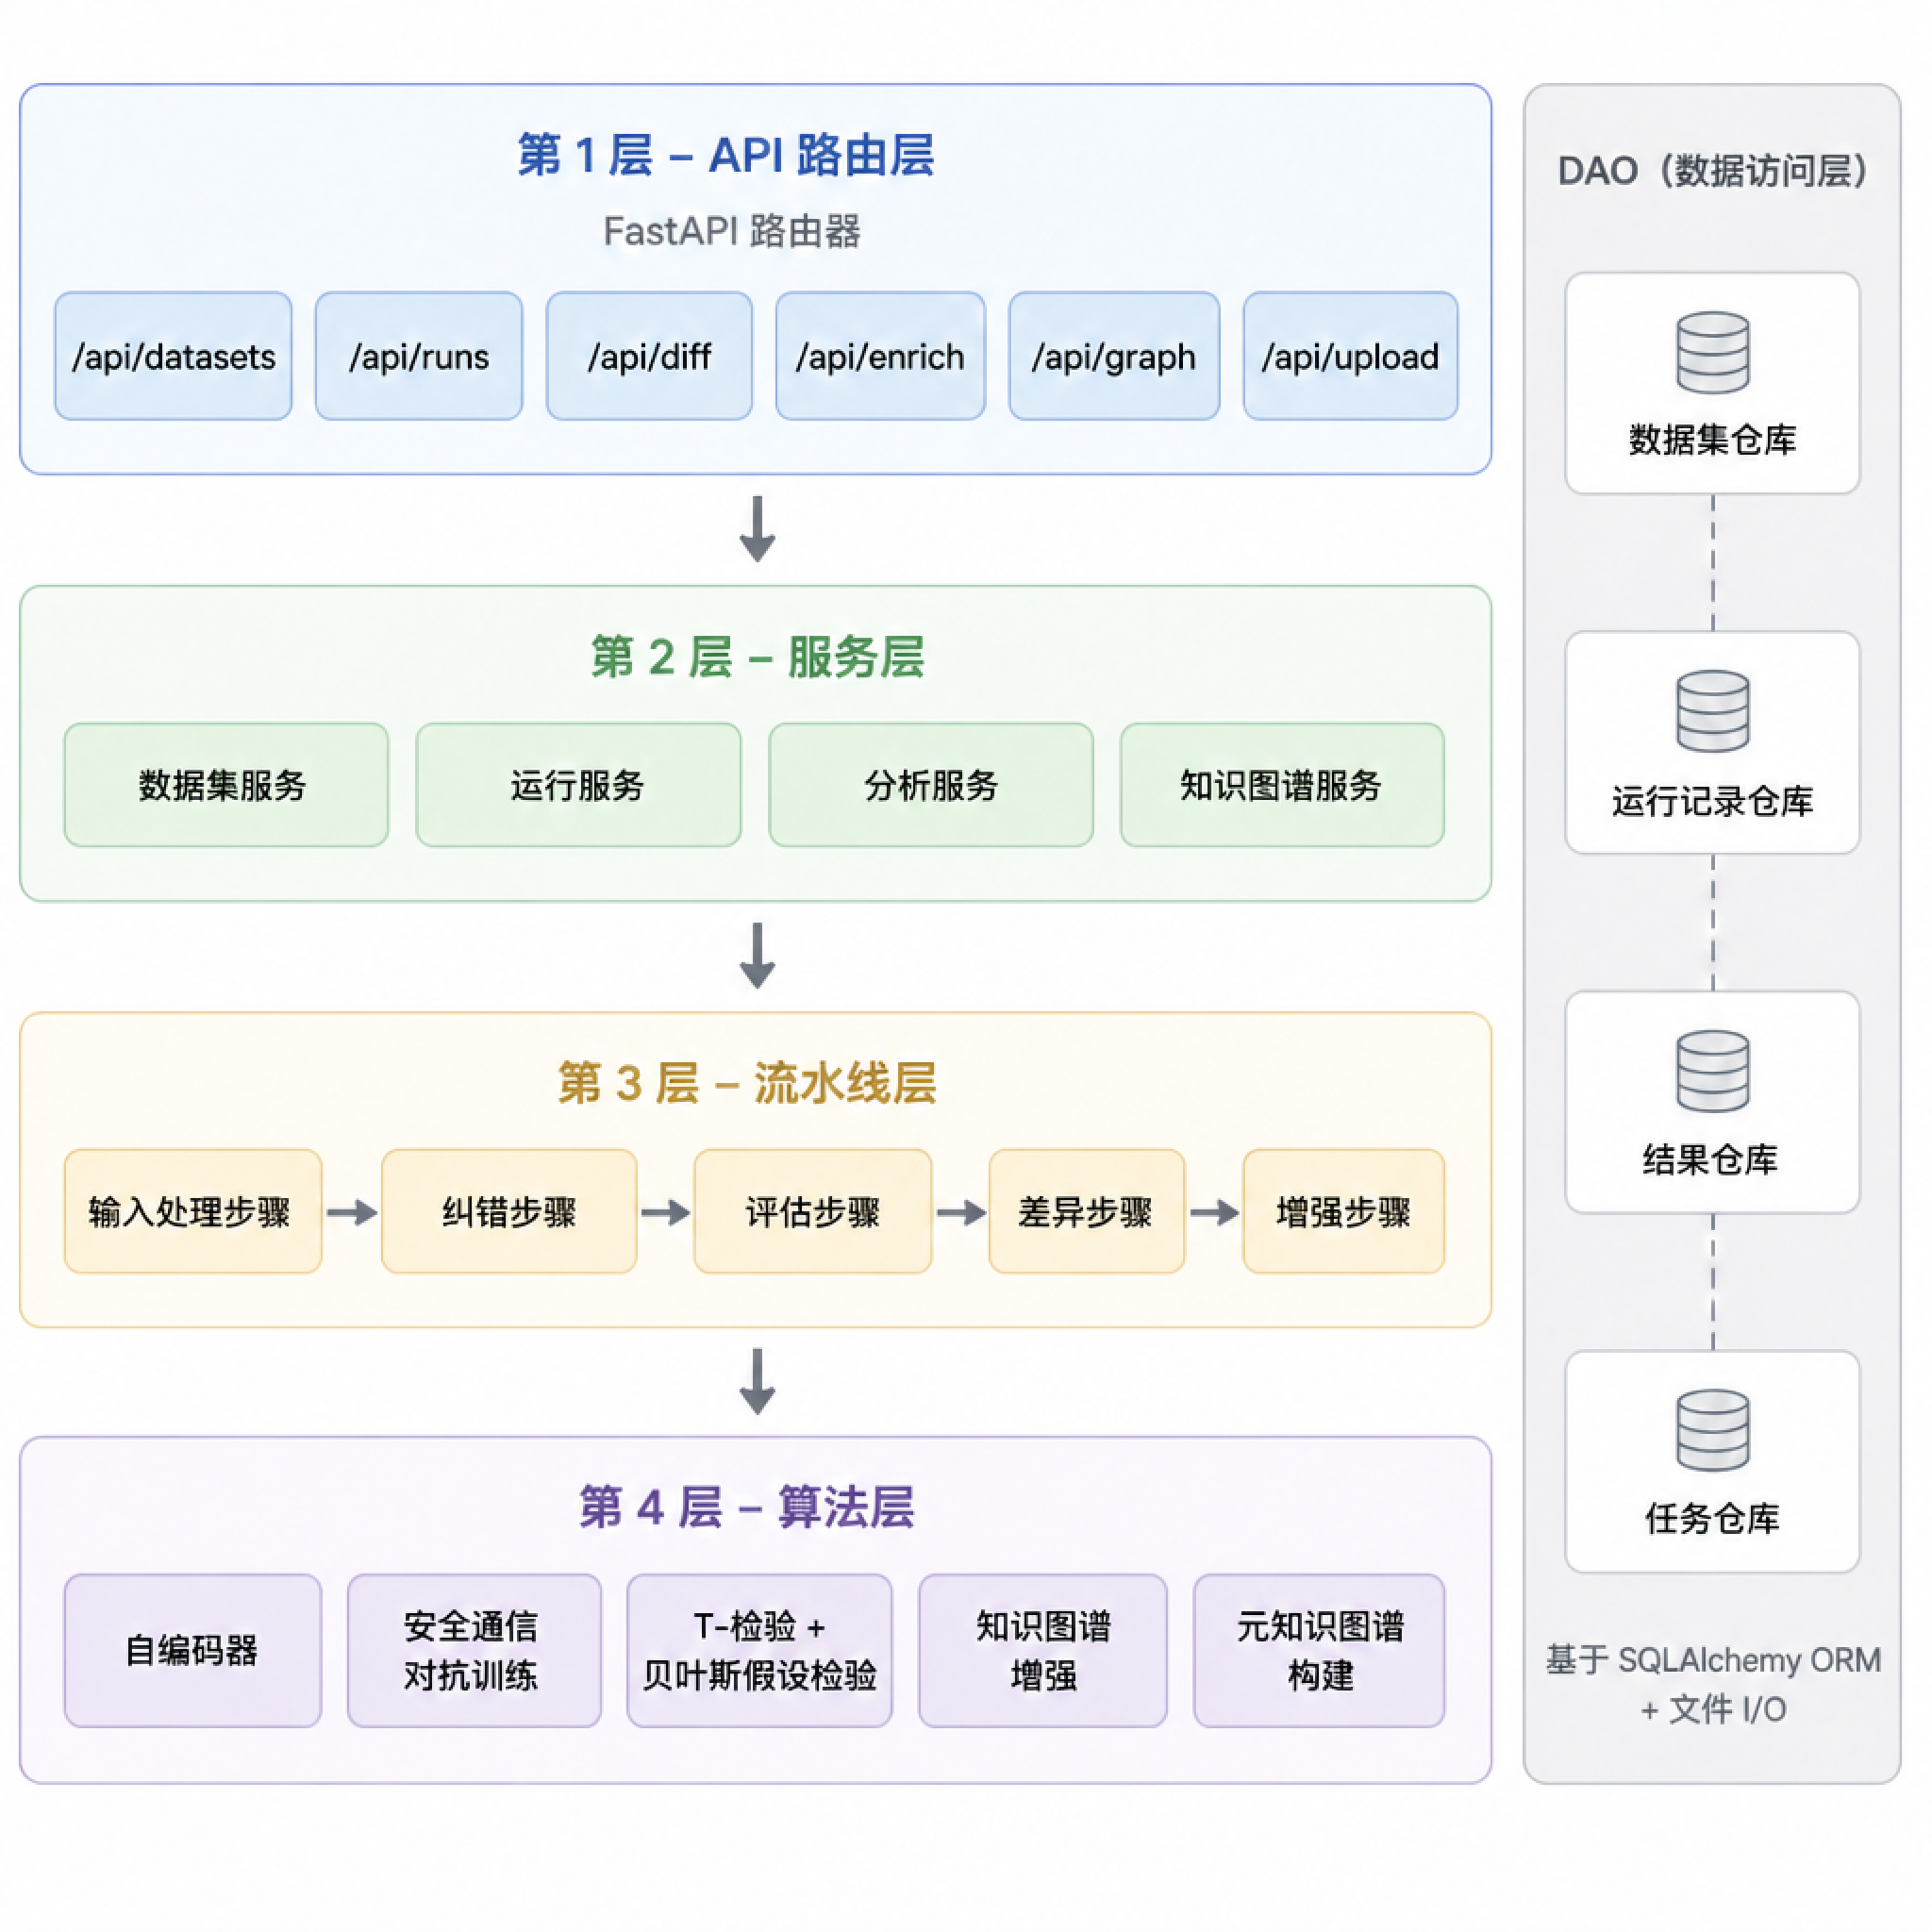 第 1 层 – API 路由层
FastAPI 路由器
/api/datasets
/api/runs
/api/diff
/api/enrich
/api/graph
/api/upload
第 2 层 – 服务层
数据集服务
运行服务
分析服务
知识图谱服务
第 3 层 – 流水线层
输入处理步骤
纠错步骤
评估步骤
差异步骤
增强步骤
第 4 层 – 算法层
自编码器
安全通信
对抗训练
T-检验 +
贝叶斯假设检验
知识图谱
增强
元知识图谱
构建
DAO（数据访问层）
数据集仓库
运行记录仓库
结果仓库
任务仓库
基于 SQLAlchemy ORM
+ 文件 I/O